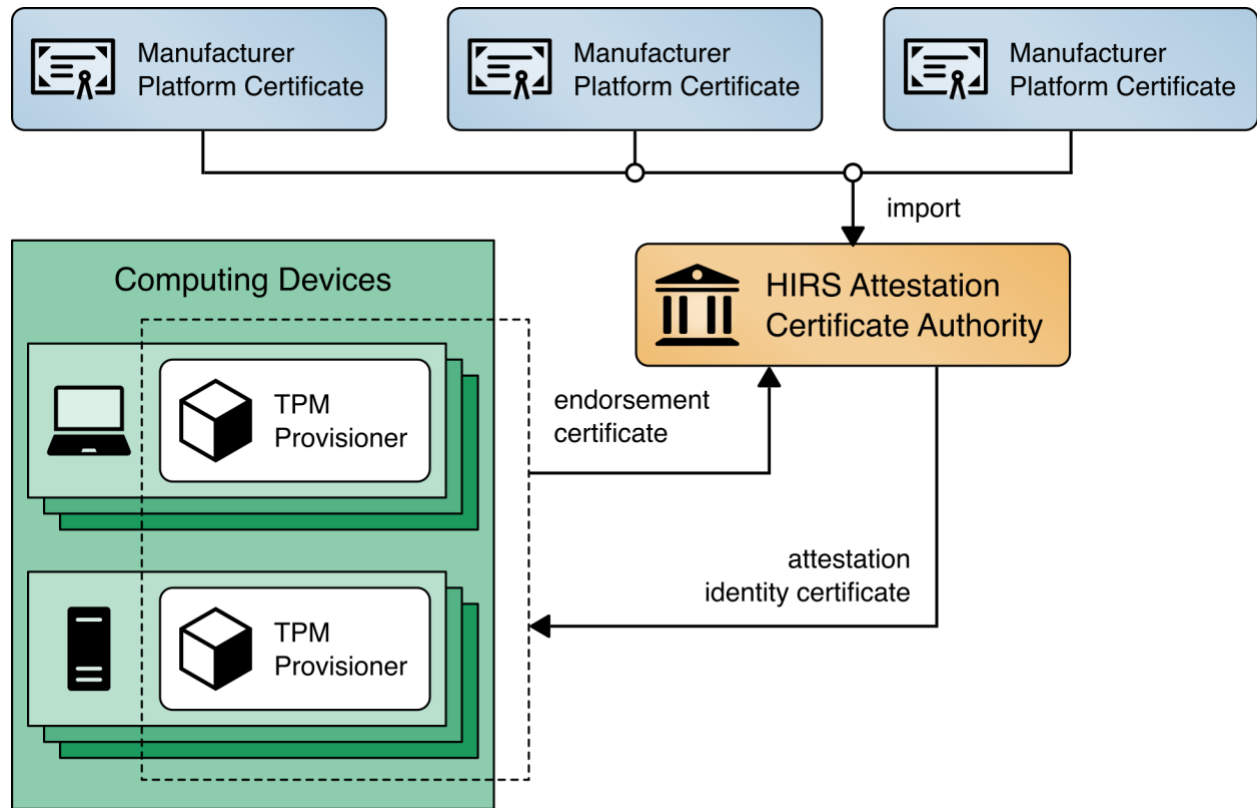 Manufacturer
Platform Certificate
Manufacturer
Platform Certificate
Manufacturer
Platform Certificate
import
Computing Devices
HIRS Attestation
Certificate Authority
TPM
Provisioner
endorsement
certificate
attestation
identity certificate
TPM
Provisioner